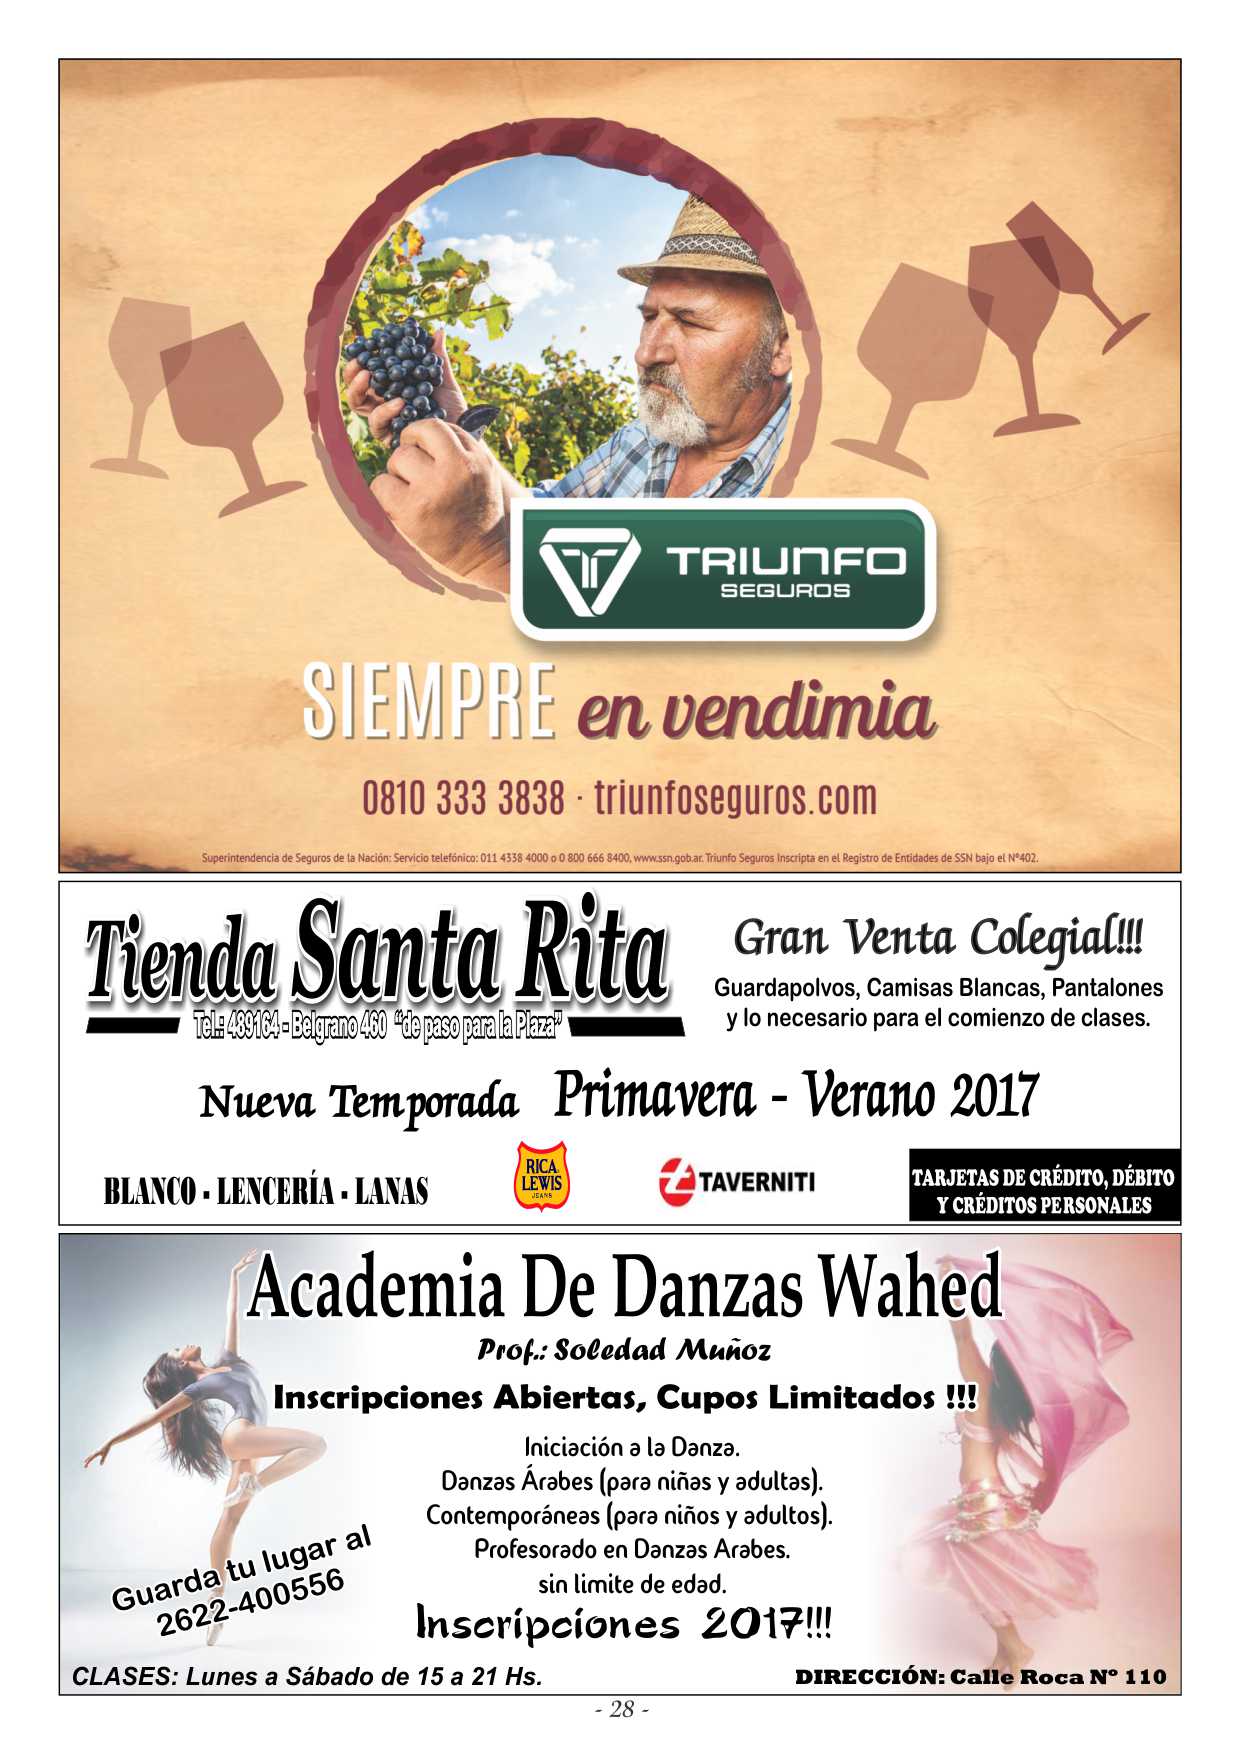 TRIUNFO
SEGUROS
SIEMPRE en vendimia
0810 333 3838 · triunfoseguros.com
Superintendencia de Seguros de la Nación: Servicio telefónico: 011 4338 4000 o 0 800 666 8400, www.ssn.gob.ar. Triunfo Seguros Inscripta en el Registro de Entidades de SSN bajo el Nº402.
Tienda Santa Rita
Tel.: 489164 - Belgrano 460 "de paso para la Plaza"
Gran Venta Colegial!!!
Guardapolvos, Camisas Blancas, Pantalones
y lo necesario para el comienzo de clases.
Nueva Temporada Primavera - Verano 2017
BLANCO - LENCERÍA - LANAS
RICA
LEWIS
JEANS
TAVERNITI
TARJETAS DE CRÉDITO, DÉBITO
Y CRÉDITOS PERSONALES
Academia De Danzas Wahed
Prof.: Soledad Muñoz
Inscripciones Abiertas, Cupos Limitados !!!
Iniciación a la Danza.
Danzas Árabes (para niñas y adultas).
Contemporáneas (para niños y adultos).
Profesorado en Danzas Arabes.
sin limite de edad.
Guarda tu lugar al
2622-400556
Inscripciones 2017!!!
CLASES: Lunes a Sábado de 15 a 21 Hs.
DIRECCIÓN: Calle Roca Nº 110
- 28 -